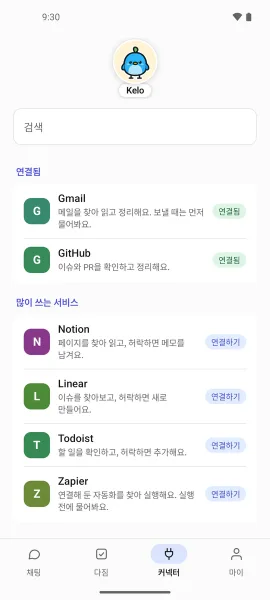 9:30
Kelo
검색
연결됨
G
Gmail
메일을 찾아 읽고 정리해요. 보낼 때는 먼저
물어봐요.
연결됨
G
GitHub
이슈와 PR을 확인하고 정리해요.
연결됨
많이 쓰는 서비스
N
Notion
페이지를 찾아 읽고, 허락하면 메모를
남겨요.
연결하기
L
Linear
이슈를 찾아보고, 허락하면 새로
만들어요.
연결하기
T
Todoist
할 일을 확인하고, 허락하면 추가해요.
연결하기
Z
Zapier
연결해 둔 자동화를 찾아 실행해요. 실행
전에 물어봐요.
연결하기
채팅
다짐
커넥터
마이